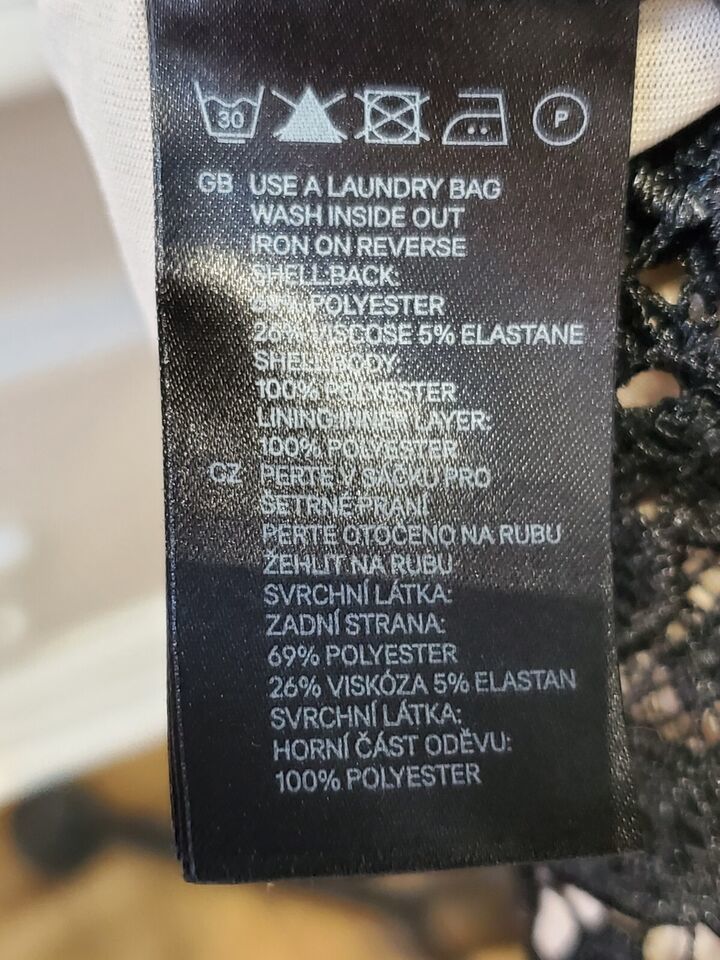 30 P
GB USE A LAUNDRY BAG
WASH INSIDE OUT
IRON ON REVERSE
SHELL:BACK:
69% POLYESTER
26% VISCOSE 5% ELASTANE
SHELL:BODY:
100% POLYESTER
LINING:INNER LAYER:
100% POLYESTER
CZ PERTE V SÁČKU PRO
ŠETRNÉ PRANÍ
PERTE OTOČENO NA RUBU
ŽEHLIT NA RUBU
SVRCHNÍ LÁTKA:
ZADNÍ STRANA:
69% POLYESTER
26% VISKÓZA 5% ELASTAN
SVRCHNÍ LÁTKA:
HORNÍ ČÁST ODĚVU:
100% POLYESTER